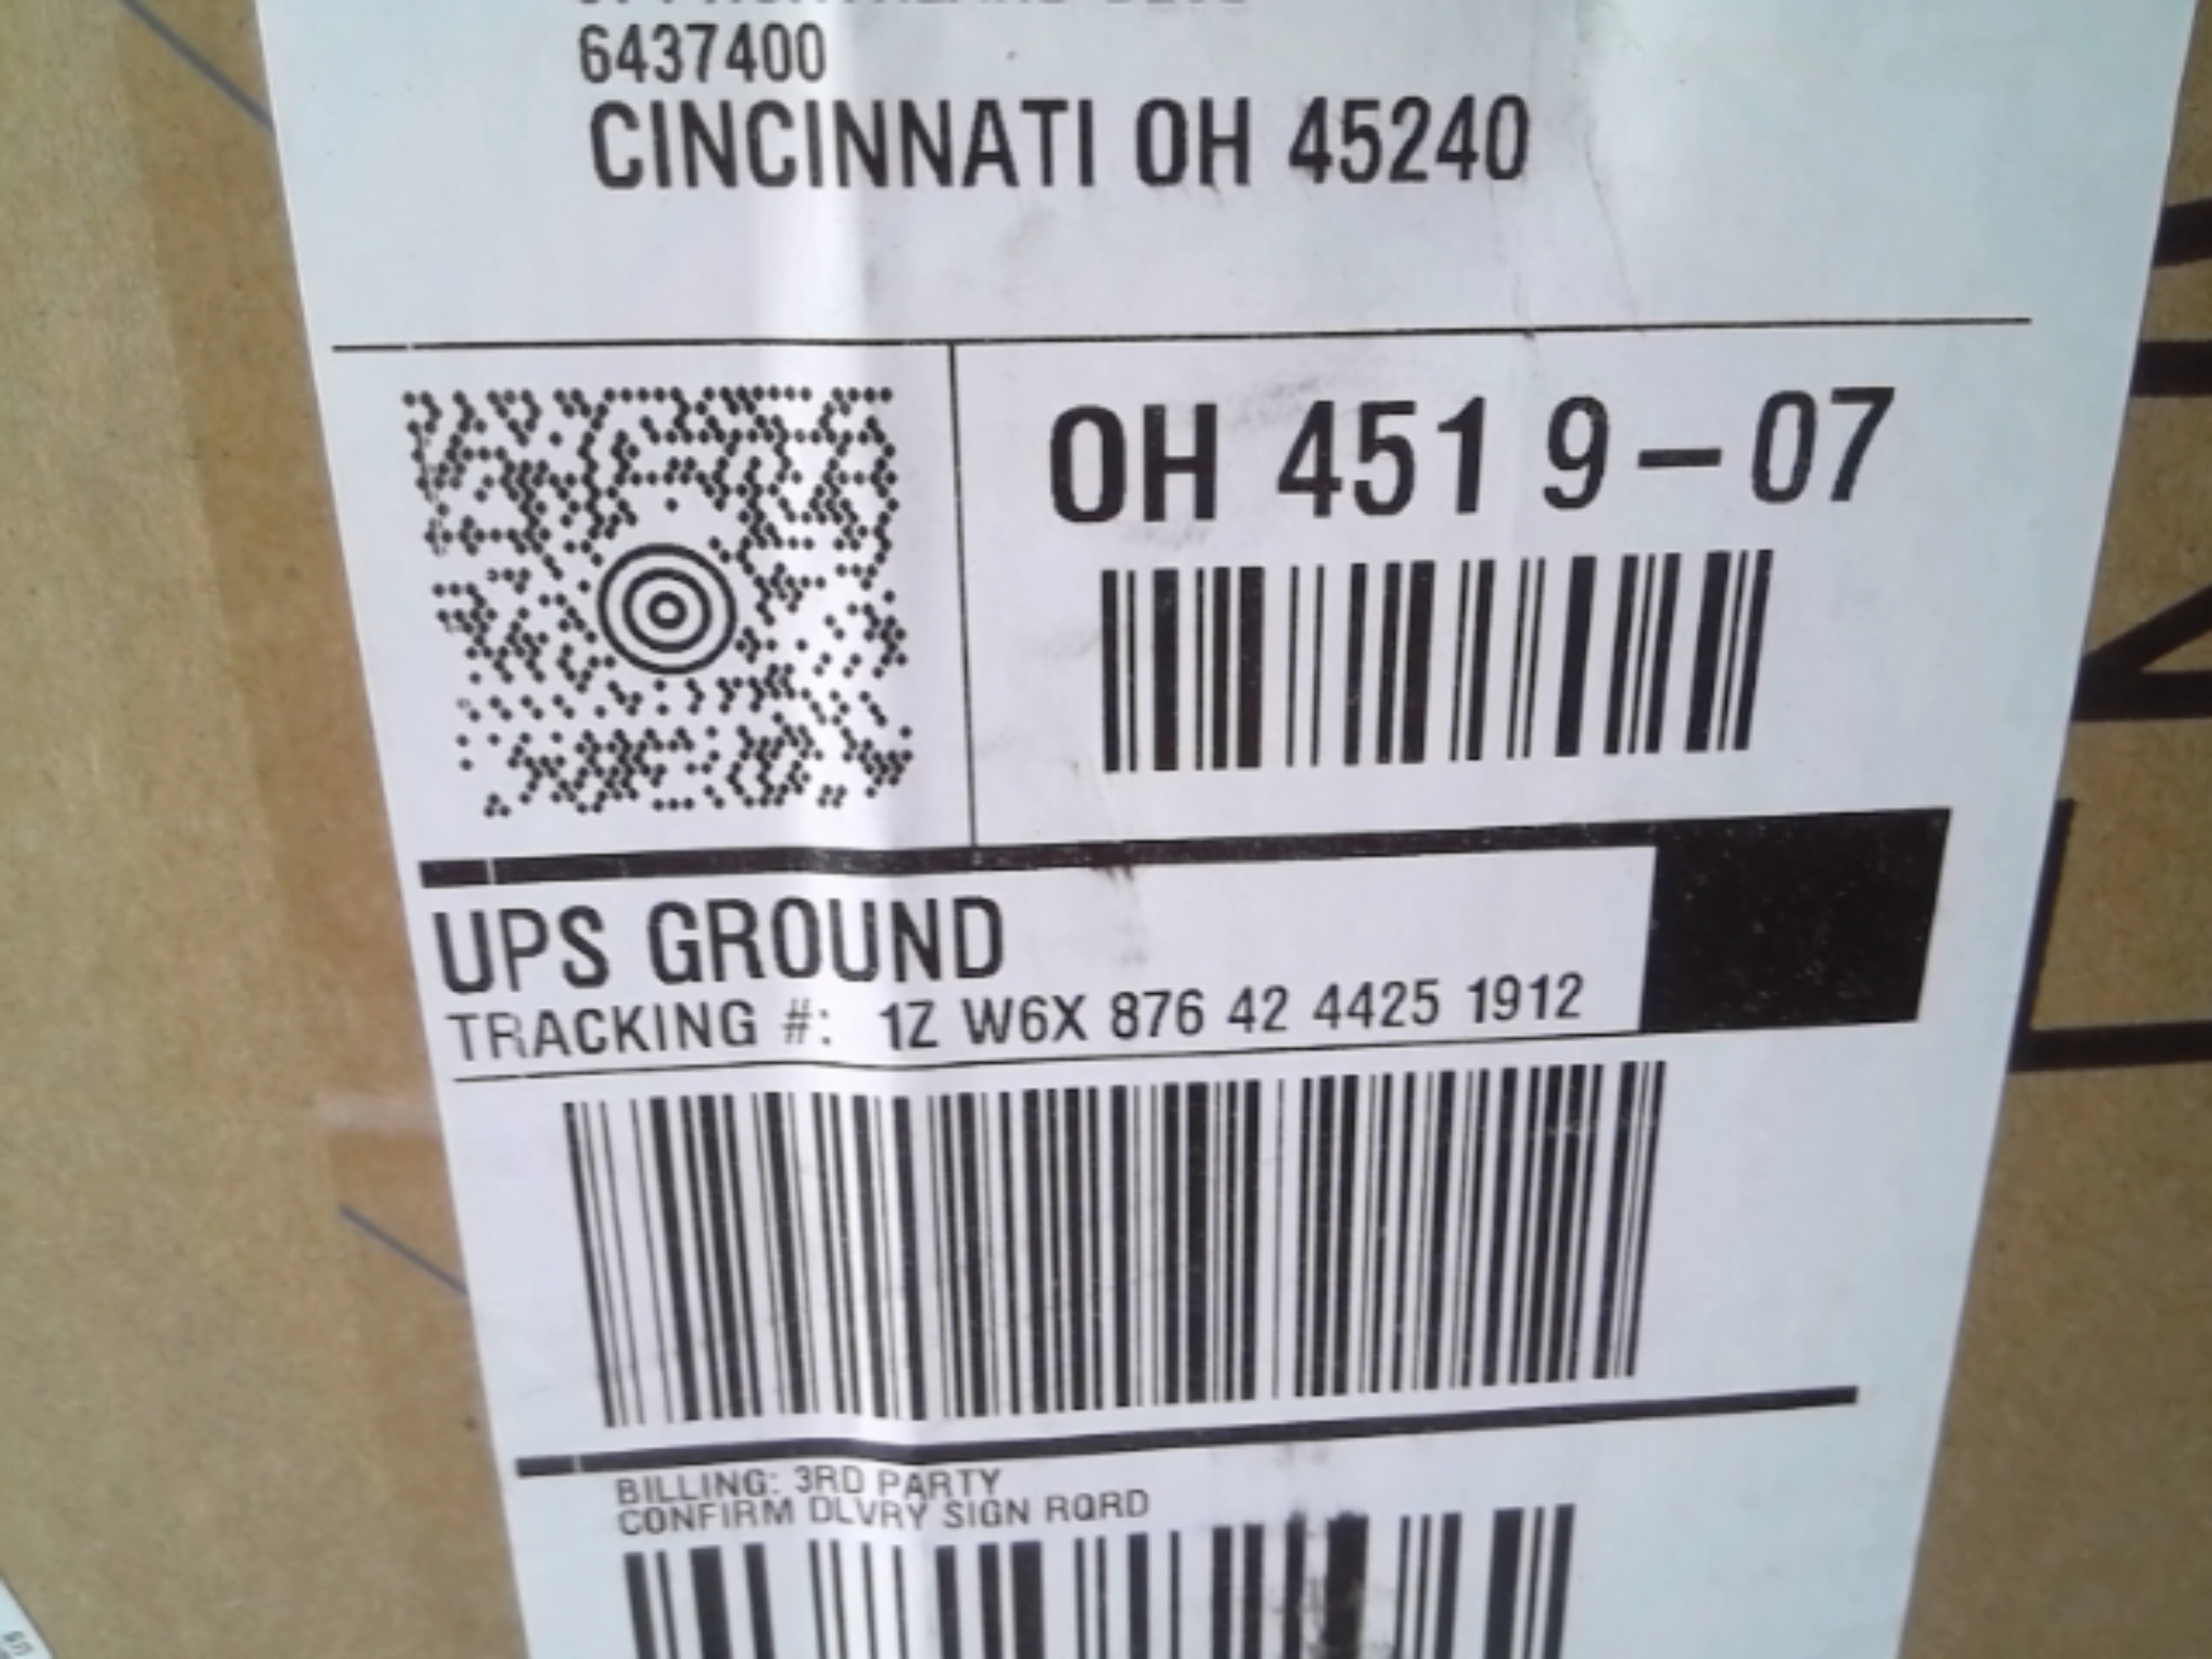 6437400
CINCINNATI OH 45240
OH 451 9-07
UPS GROUND
TRACKING #: 1Z W6X 876 42 4425 1912
BILLING: 3RD PARTY
CONFIRM DLVRY SIGN RQRD